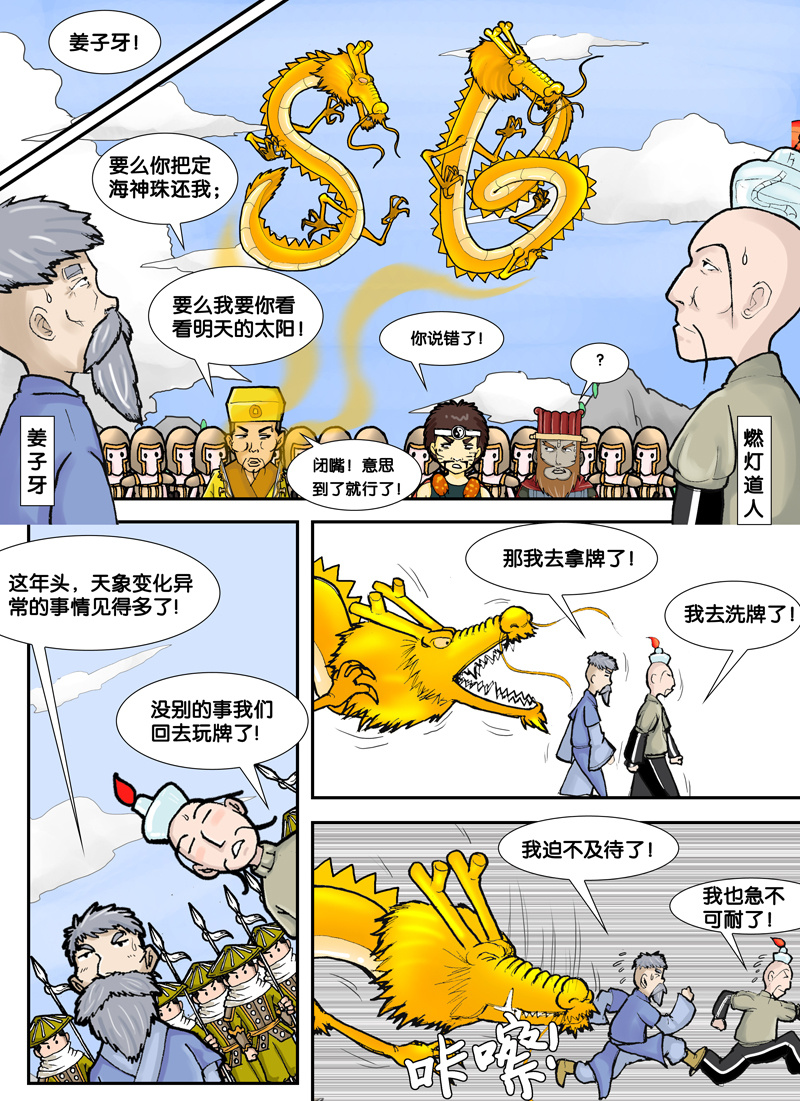 姜子牙！
要么你把定
海神珠还我；
要么我要你看
看明天的太阳！
你说错了！
？
闭嘴！意思
到了就行了！
姜子牙
燃灯道人
这年头，天象变化异
常的事情见得多了！
没别的事我们
回去玩牌了！
那我去拿牌了！
我去洗牌了！
我迫不及待了！
我也急不
可耐了！
咔嚓！